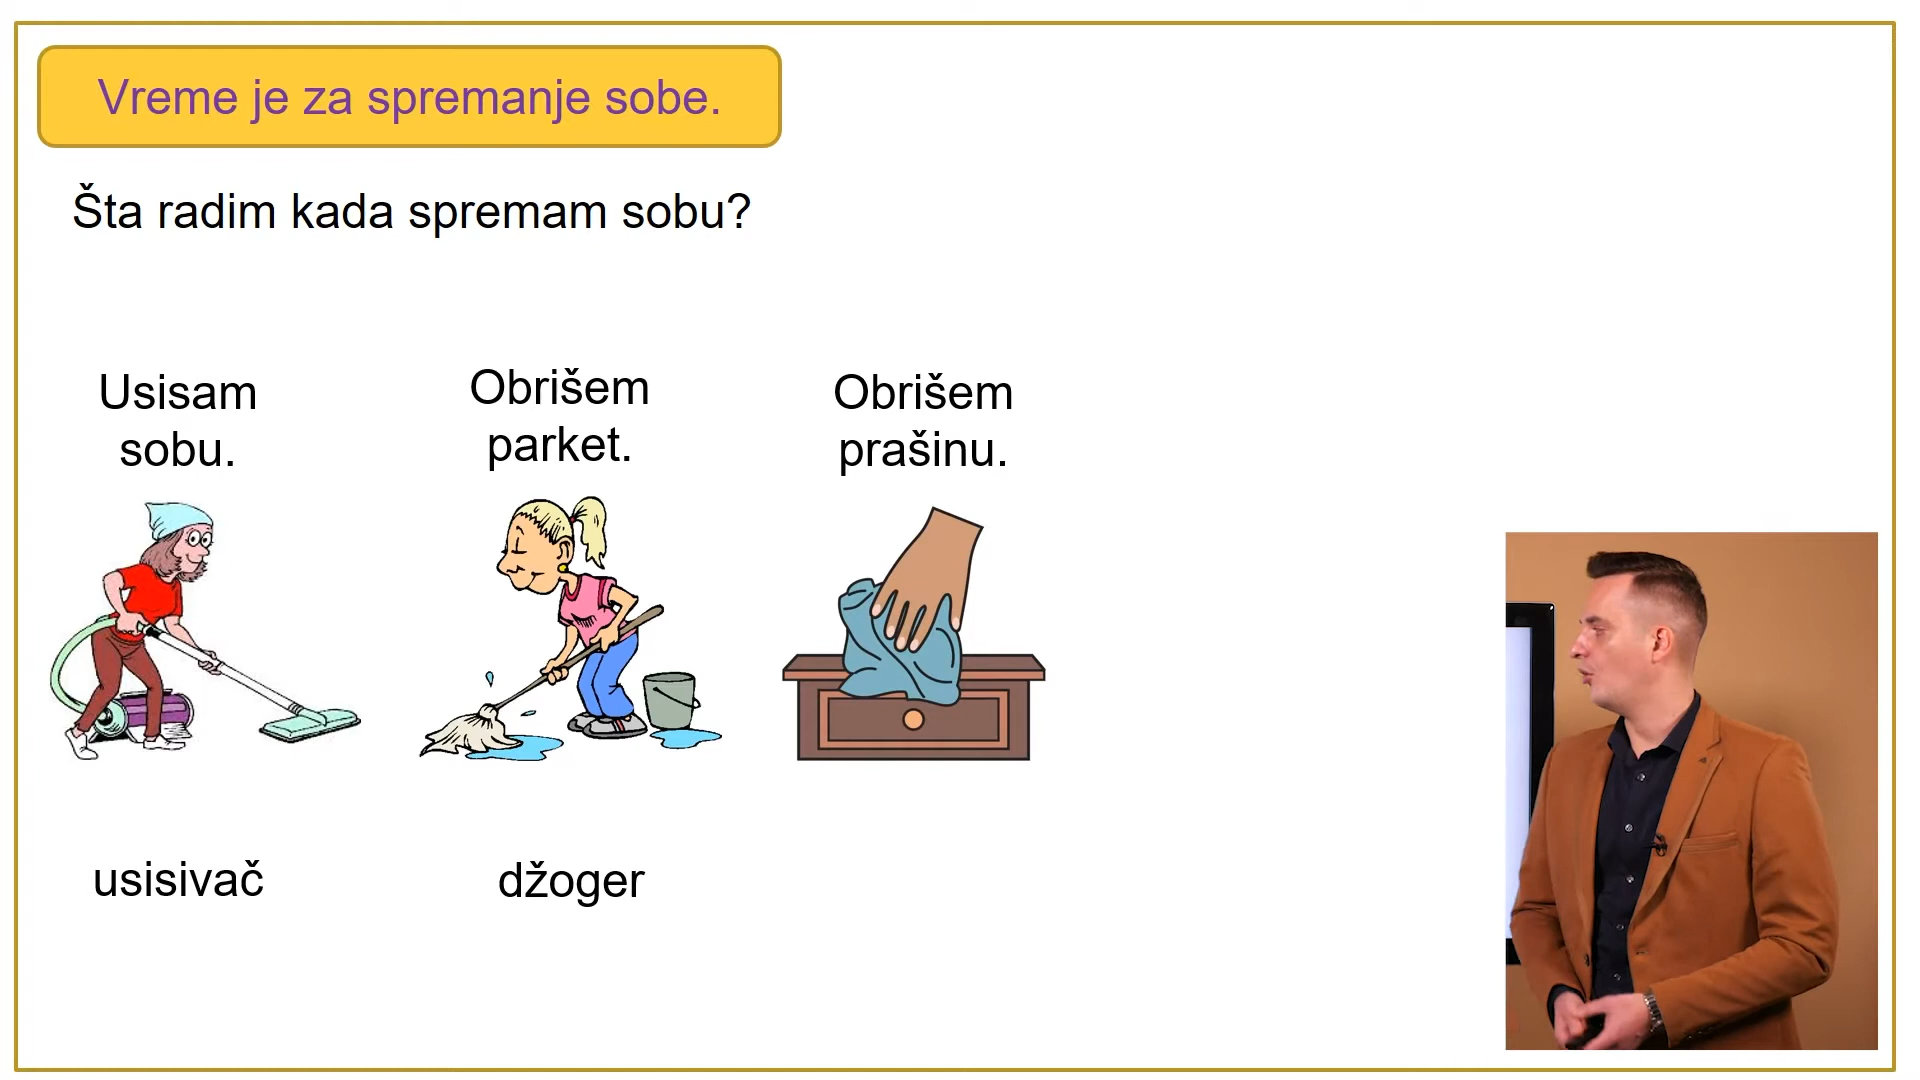 Vreme je za spremanje sobe.
Šta radim kada spremam sobu?
Usisam
sobu.
Obrišem
parket.
Obrišem
prašinu.
usisivač
džoger